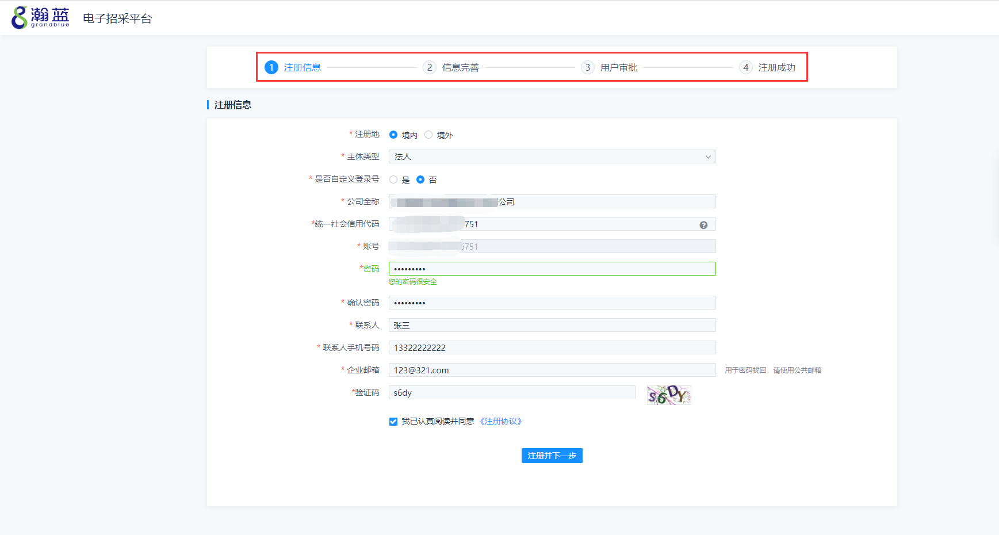 瀚蓝
grandblue
电子招采平台
1 注册信息 2 信息完善 3 用户审批 4 注册成功
注册信息
* 注册地 境内 境外
* 主体类型 法人
* 是否自定义登录号 是 否
* 公司全称 公司
*统一社会信用代码 751
* 账号 5751
*密码 •••••••••
您的密码很安全
* 确认密码 •••••••••
* 联系人 张三
* 联系人手机号码 13322222222
* 企业邮箱 123@321.com 用于密码找回，请使用公共邮箱
*验证码 s6dy S6DY
我已认真阅读并同意 《注册协议》
注册并下一步